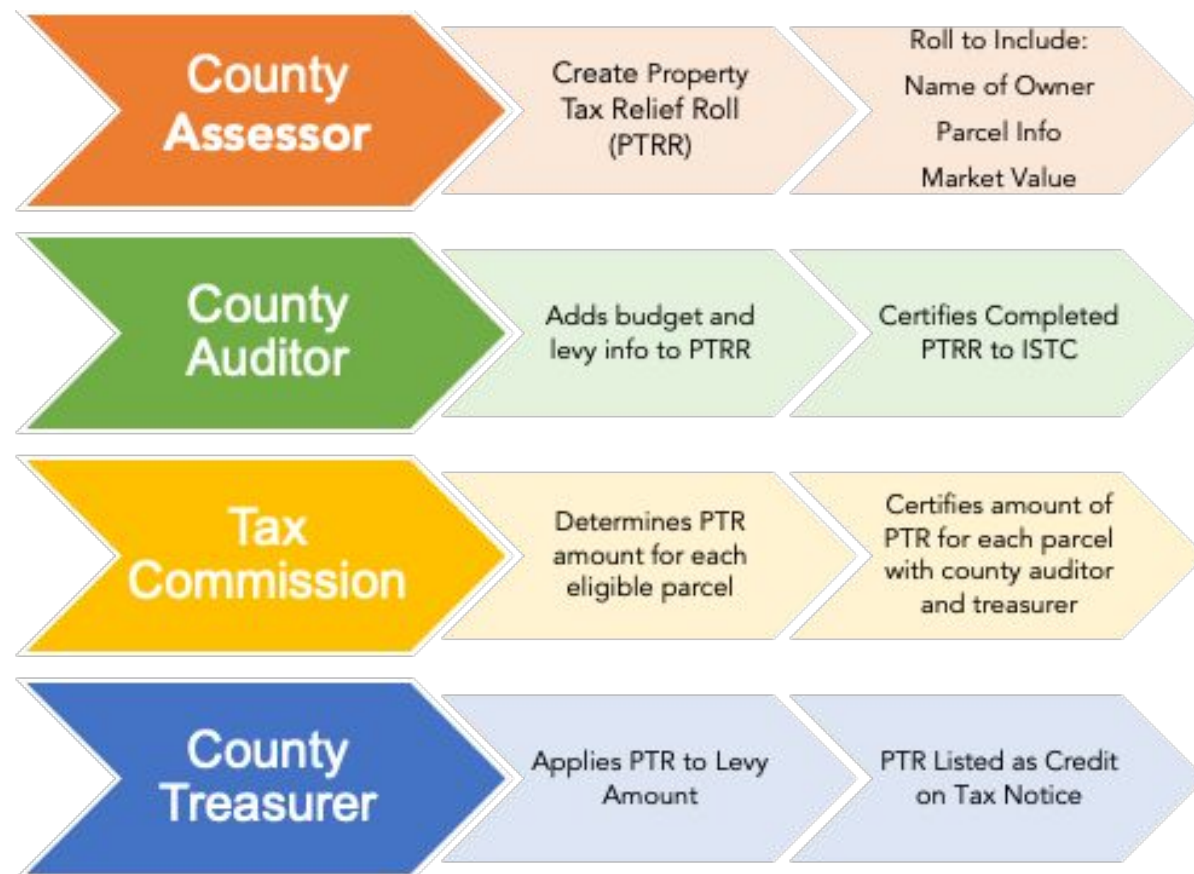 County
Assessor
Create Property
Tax Relief Roll
(PTRR)
Roll to Include:
Name of Owner
Parcel Info
Market Value
County
Auditor
Adds budget and
levy info to PTRR
Certifies Completed
PTRR to ISTC
Tax
Commission
Determines PTR
amount for each
eligible parcel
Certifies amount of
PTR for each parcel
with county auditor
and treasurer
County
Treasurer
Applies PTR to Levy
Amount
PTR Listed as Credit
on Tax Notice